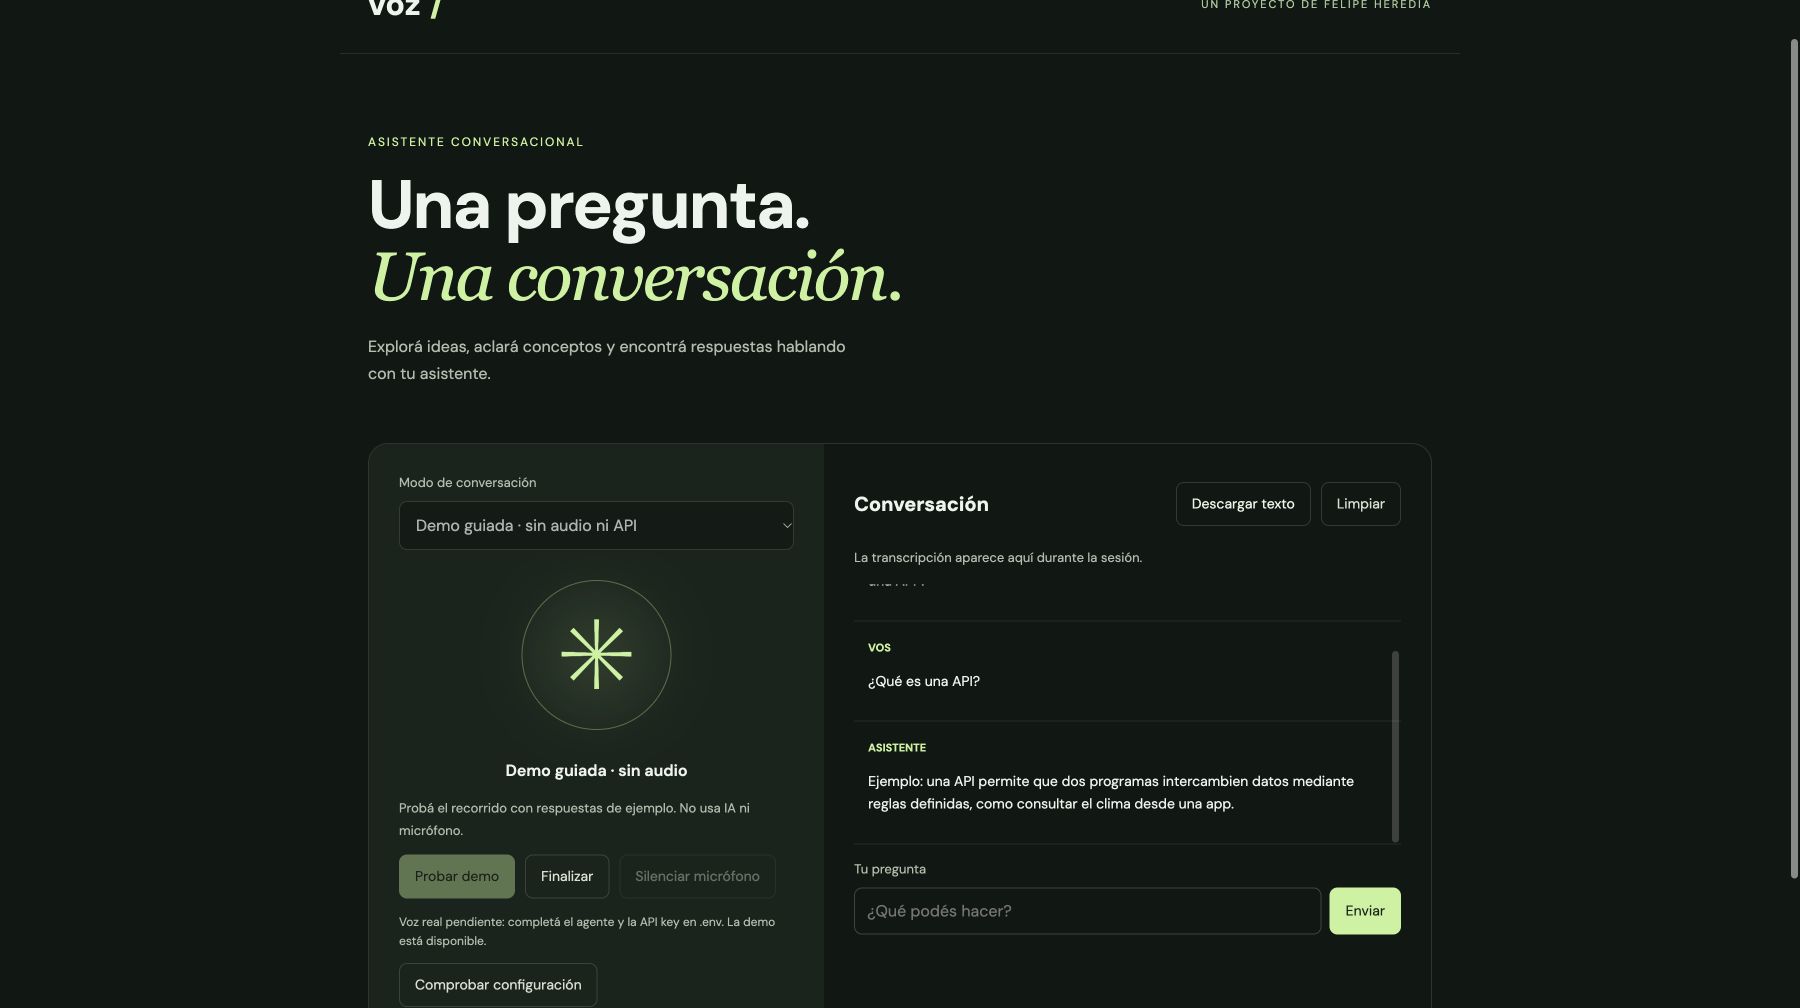 voz /
UN PROYECTO DE FELIPE HEREDIA
ASISTENTE CONVERSACIONAL
Una pregunta.
Una conversación.
Explorá ideas, aclará conceptos y encontrá respuestas hablando
con tu asistente.
Modo de conversación
Demo guiada · sin audio ni API
Demo guiada · sin audio
Probá el recorrido con respuestas de ejemplo. No usa IA ni
micrófono.
Probar demo
Finalizar
Silenciar micrófono
Voz real pendiente: completá el agente y la API key en .env. La demo
está disponible.
Comprobar configuración
Conversación
Descargar texto
Limpiar
La transcripción aparece aquí durante la sesión.
VOS
¿Qué es una API?
ASISTENTE
Ejemplo: una API permite que dos programas intercambien datos mediante
reglas definidas, como consultar el clima desde una app.
Tu pregunta
¿Qué podés hacer?
Enviar